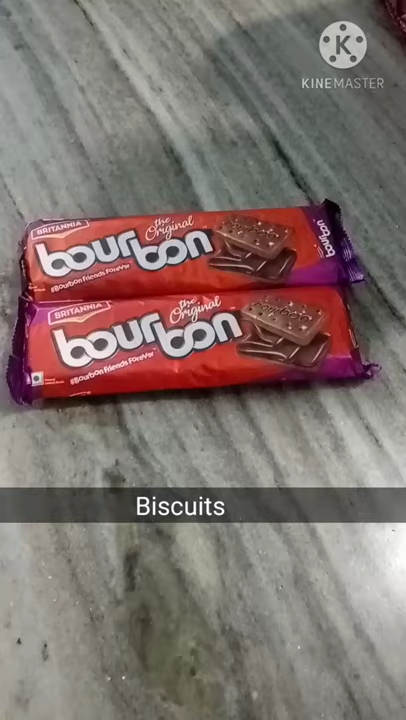 K
KINEMASTER
BRITANNIA
the
Original
bourbon
#Bourbon Friends Forever
bourbon
BRITANNIA
the
Original
bourbon
#Bourbon Friends Forever
Biscuits